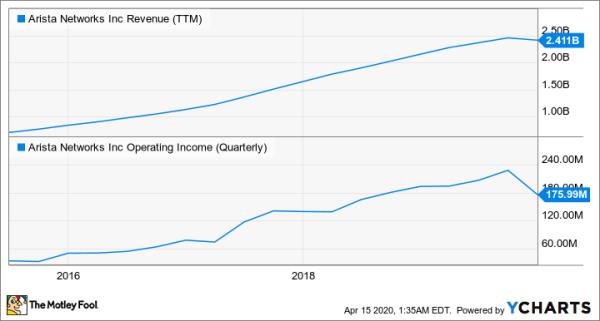 Arista Networks Inc Revenue (TTM)
2.50B
2.411B
2.00B
1.50B
1.00B
Arista Networks Inc Operating Income (Quarterly)
240.00M
180.00M
175.99M
120.00M
60.00M
2016 2018
The Motley Fool. Apr 15 2020, 1:35AM EDT. Powered by YCHARTS